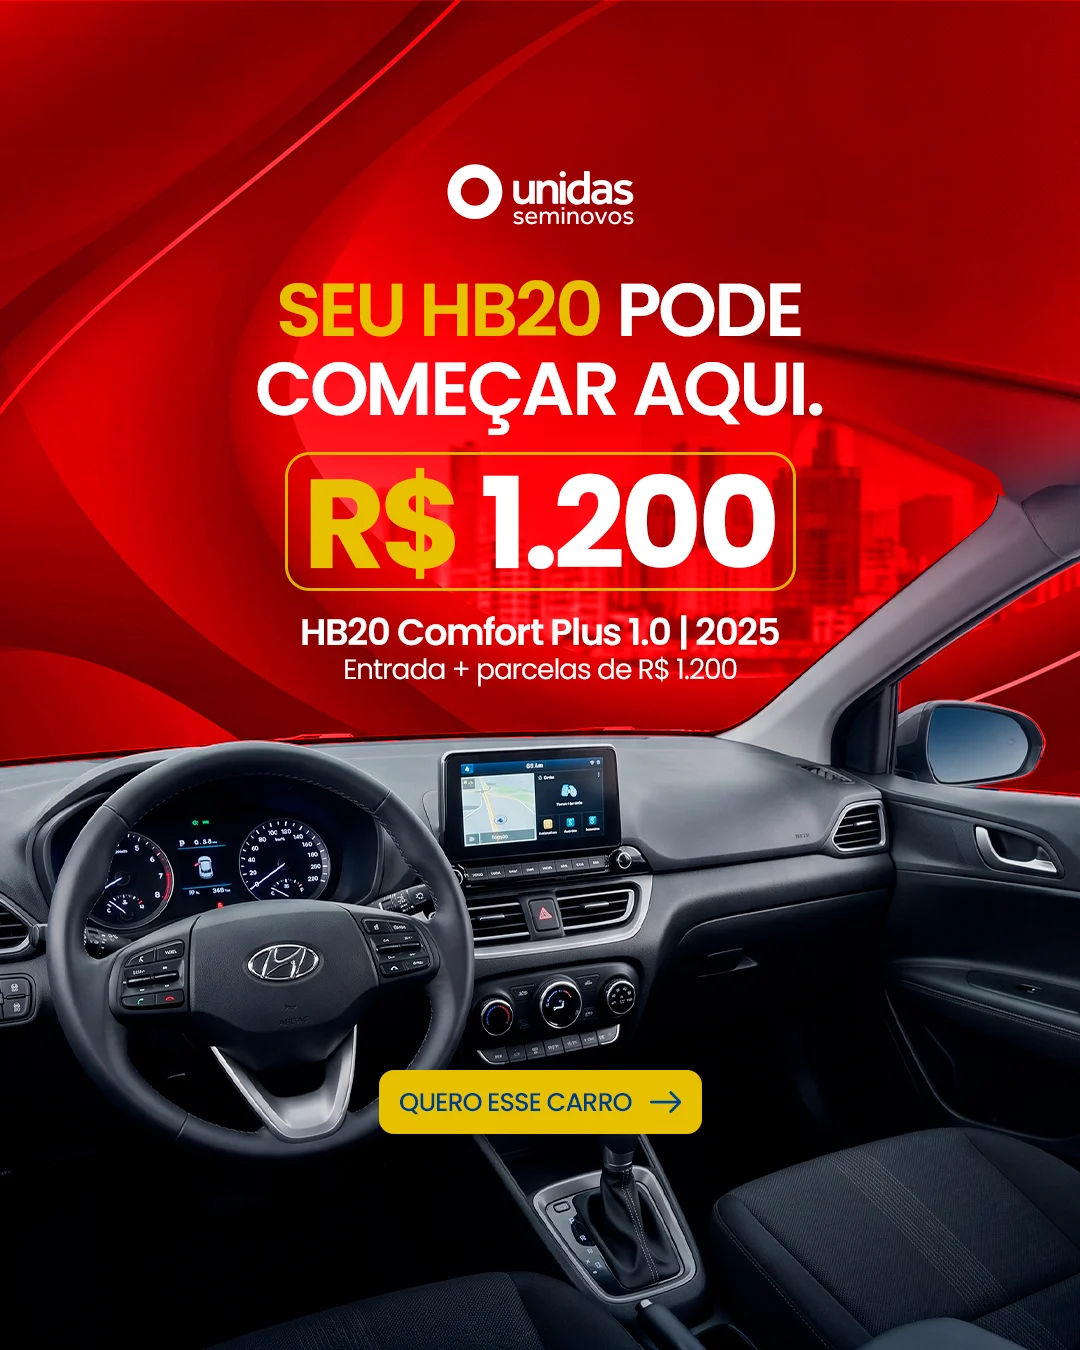 unidas
seminovos
SEU HB20 PODE
COMEÇAR AQUI.
R$ 1.200
HB20 Comfort Plus 1.0 | 2025
Entrada + parcelas de R$ 1.200
QUERO ESSE CARRO